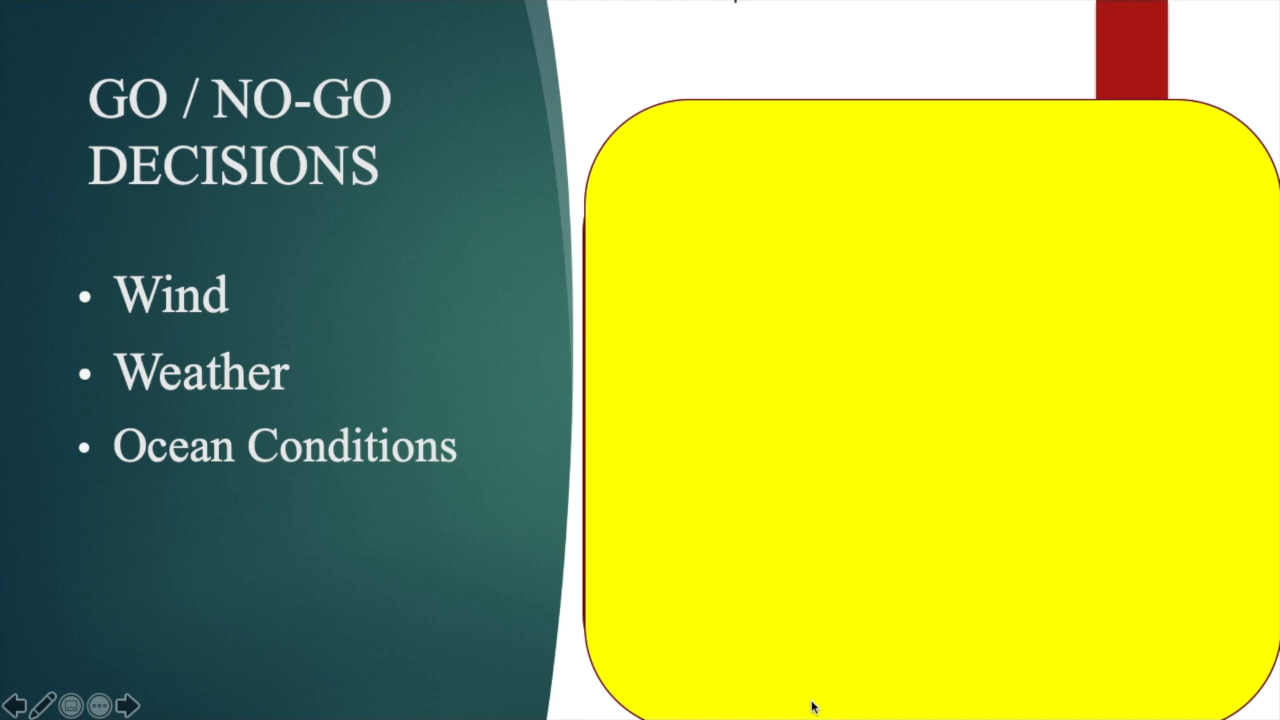 GO / NO-GO
DECISIONS
• Wind
• Weather
• Ocean Conditions